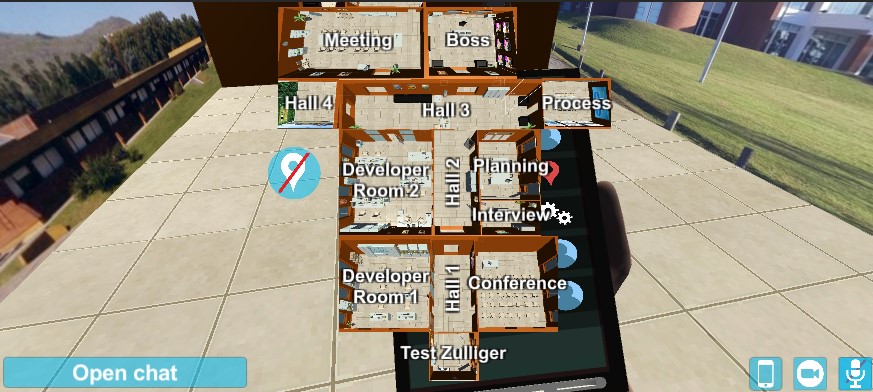 Meeting
Boss
Hall 4
Hall 3
Process
Developer
Room 2
Hall 2
Planning
Interview
Developer
Room 1
Hall 1
Conference
Test Zulliger
Open chat